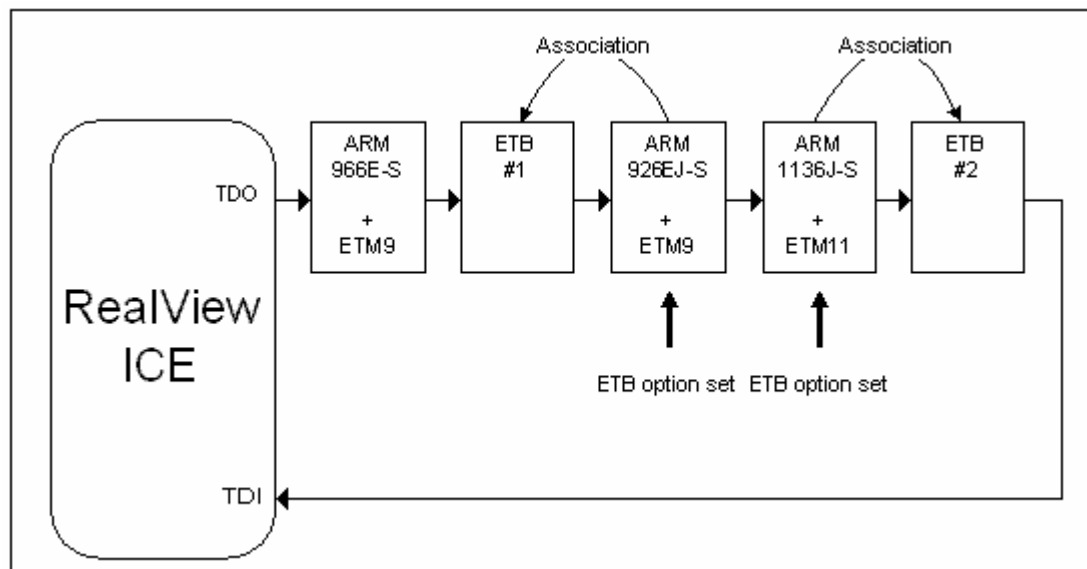 Association
Association
ARM
966E-S
+
ETM9
ETB
#1
ARM
926EJ-S
+
ETM9
ARM
1136J-S
+
ETM11
ETB
#2
TDO
RealView
ICE
ETB option set
ETB option set
TDI